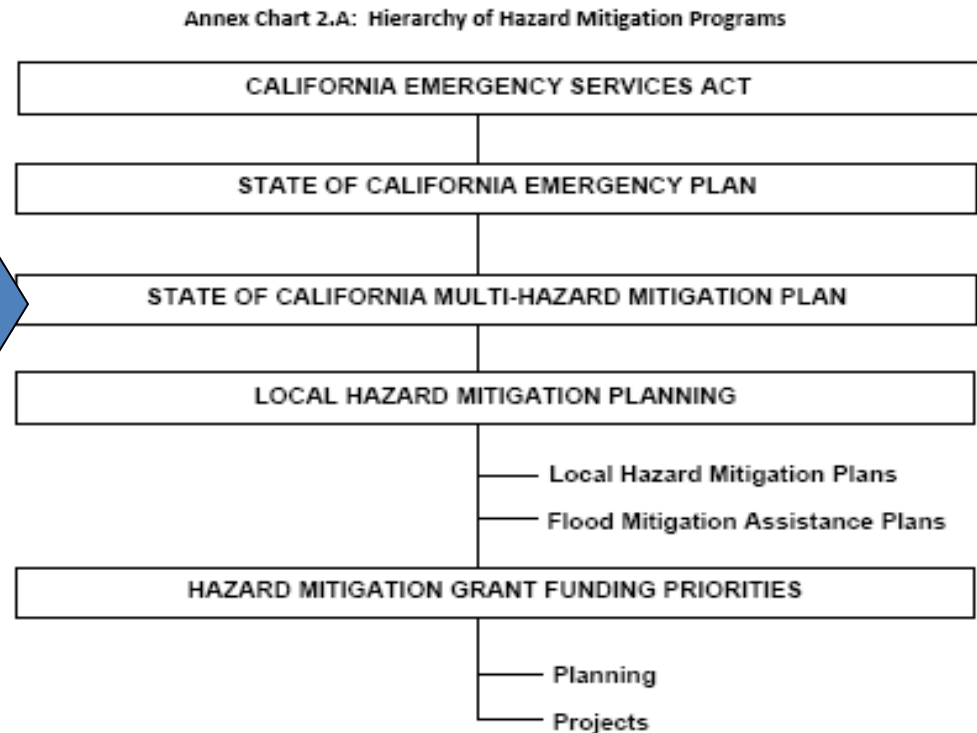 Annex Chart 2.A: Hierarchy of Hazard Mitigation Programs
CALIFORNIA EMERGENCY SERVICES ACT
STATE OF CALIFORNIA EMERGENCY PLAN
STATE OF CALIFORNIA MULTI-HAZARD MITIGATION PLAN
LOCAL HAZARD MITIGATION PLANNING
Local Hazard Mitigation Plans
Flood Mitigation Assistance Plans
HAZARD MITIGATION GRANT FUNDING PRIORITIES
Planning
Projects